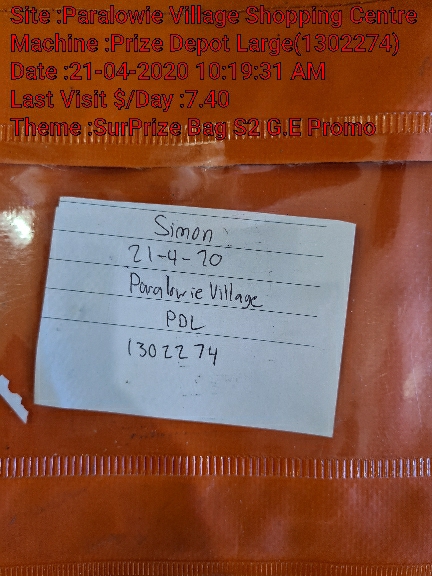 Site :Paralowie Village Shopping Centre
Machine :Prize Depot Large(1302274)
Date :21-04-2020 10:19:31 AM
Last Visit $/Day :7.40
Theme :SurPrize Bag S2 G.E Promo
Simon
21-4-20
Paralowie Village
PDL
1302274